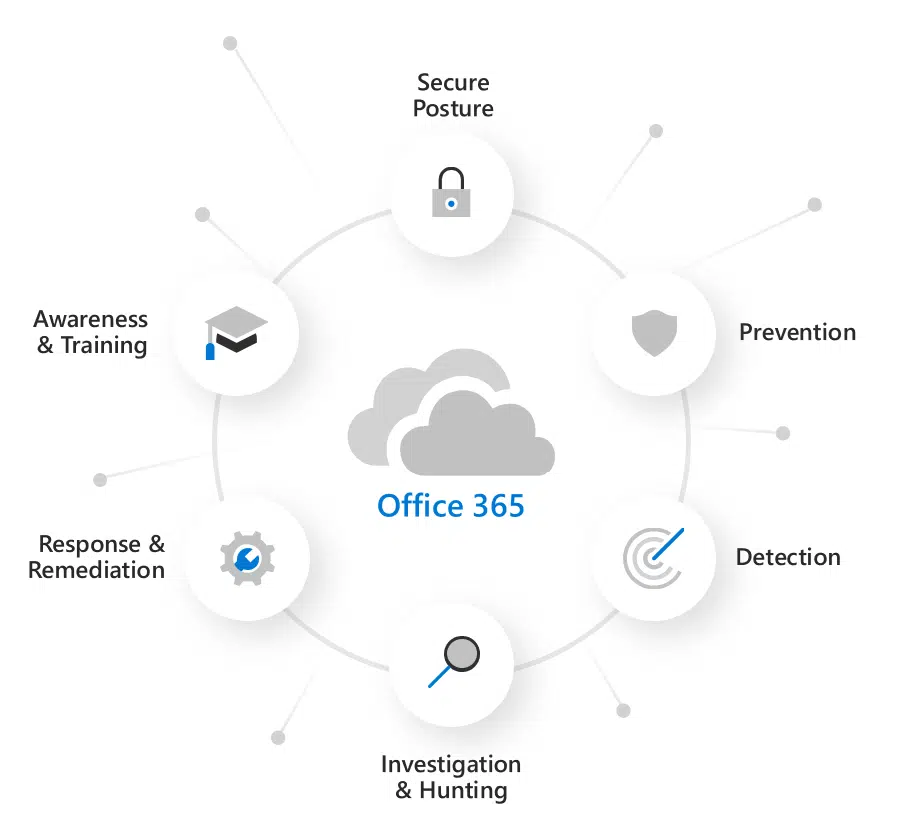 Secure
Posture
Awareness
& Training
Prevention
Office 365
Response &
Remediation
Detection
Investigation
& Hunting